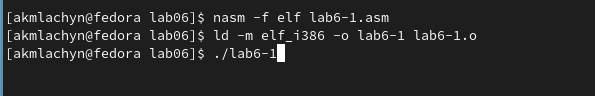 [akmlachyn@fedora lab06]$ nasm -f elf lab6-1.asm
[akmlachyn@fedora lab06]$ ld -m elf_i386 -o lab6-1 lab6-1.o
[akmlachyn@fedora lab06]$ ./lab6-1